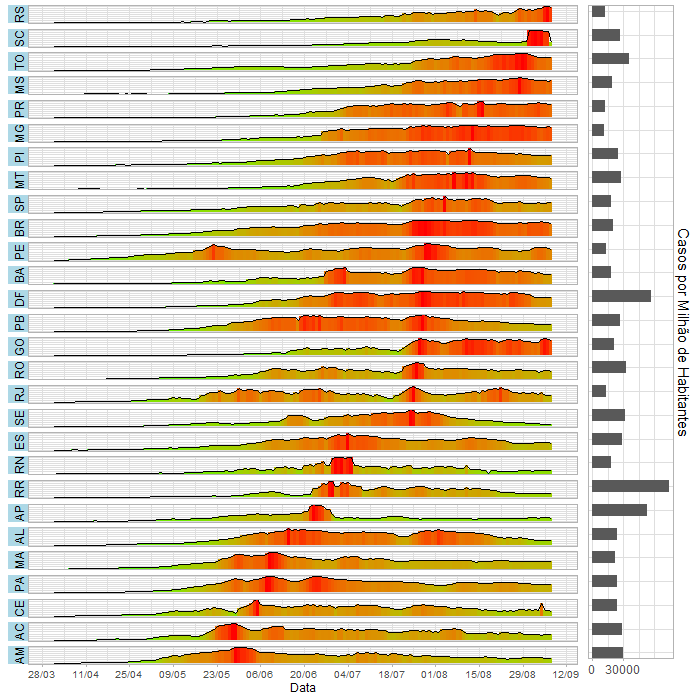 RS
SC
TO
MS
PR
MG
PI
MT
SP
BR
PE
BA
DF
PB
GO
RO
RJ
SE
ES
RN
RR
AP
AL
MA
PA
CE
AC
AM
28/03 11/04 25/04 09/05 23/05 06/06 20/06 04/07 18/07 01/08 15/08 29/08 12/09
Data
0 30000
Casos por Milhão de Habitantes